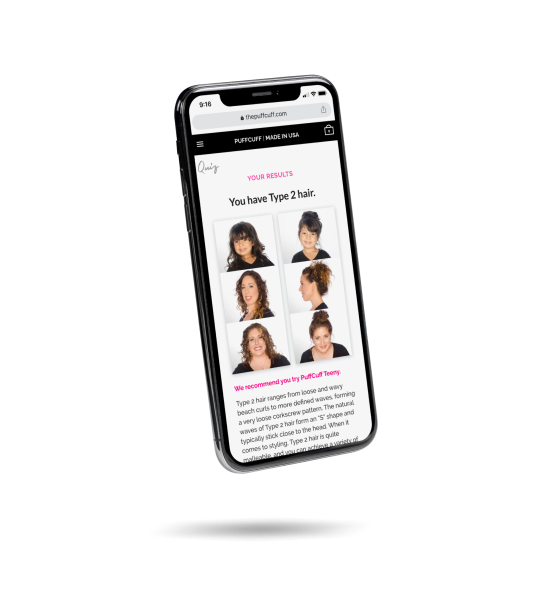 9:16
thepuffcuff.com
PUFFCUFF | MADE IN USA
Quiz
YOUR RESULTS
You have Type 2 hair.
We recommend you try PuffCuff Teeny.
Type 2 hair ranges from loose and wavy
beach curls to more defined waves, forming
a very loose corkscrew pattern. The natural
waves of Type 2 hair form an "S" shape and
typically stick close to the head. When it
comes to styling, Type 2 hair is quite
malleable, and you can achieve a variety of